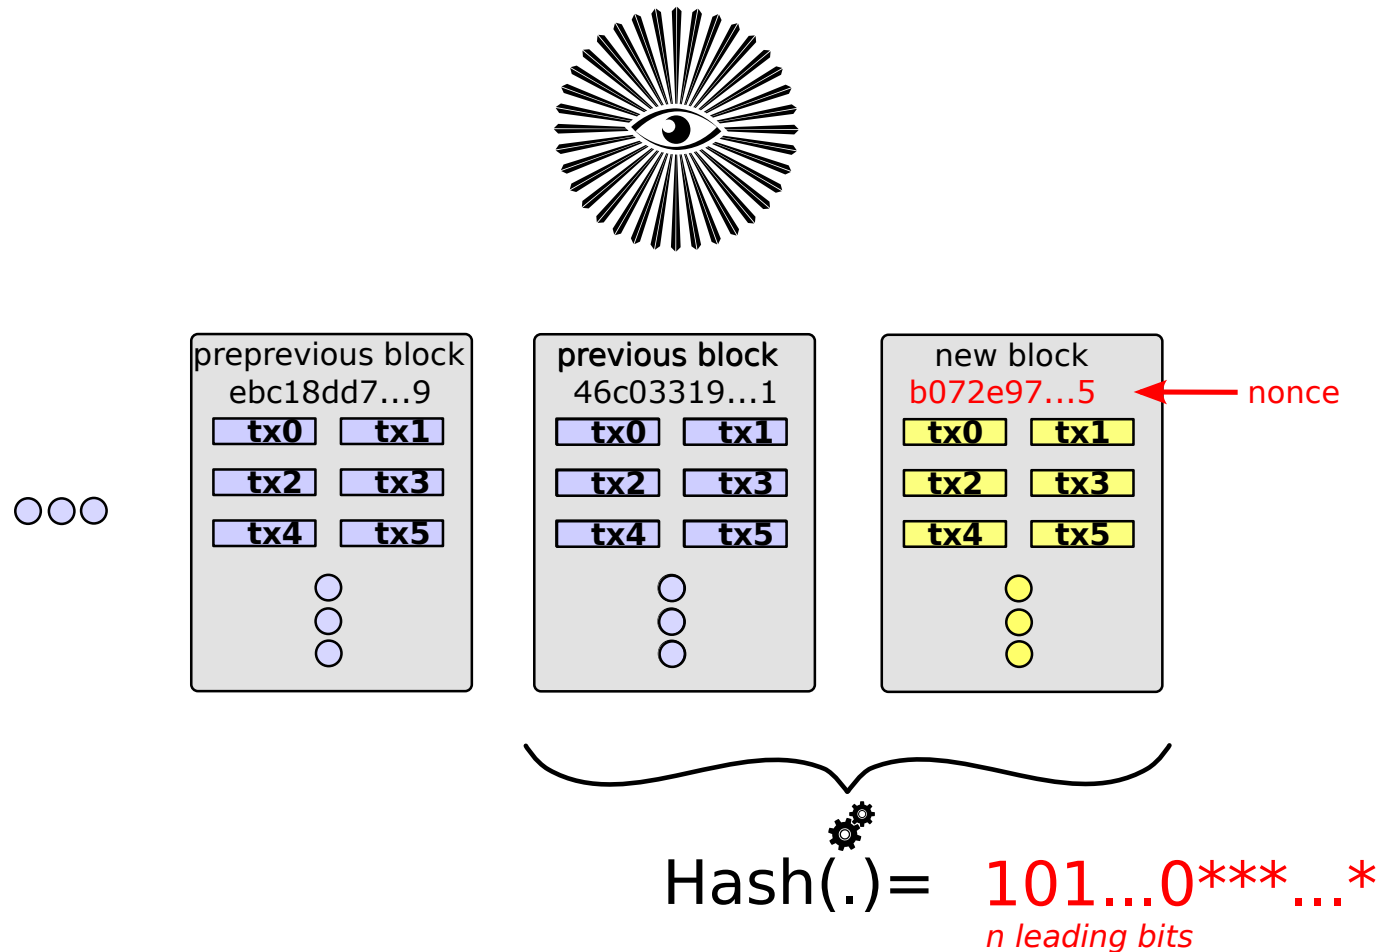 preprevious block
ebc18dd7...9
tx0 tx1
tx2 tx3
tx4 tx5
previous block
46c03319...1
tx0 tx1
tx2 tx3
tx4 tx5
new block
b072e97...5
nonce
tx0 tx1
tx2 tx3
tx4 tx5
Hash(.)= 101...0***...*
n leading bits